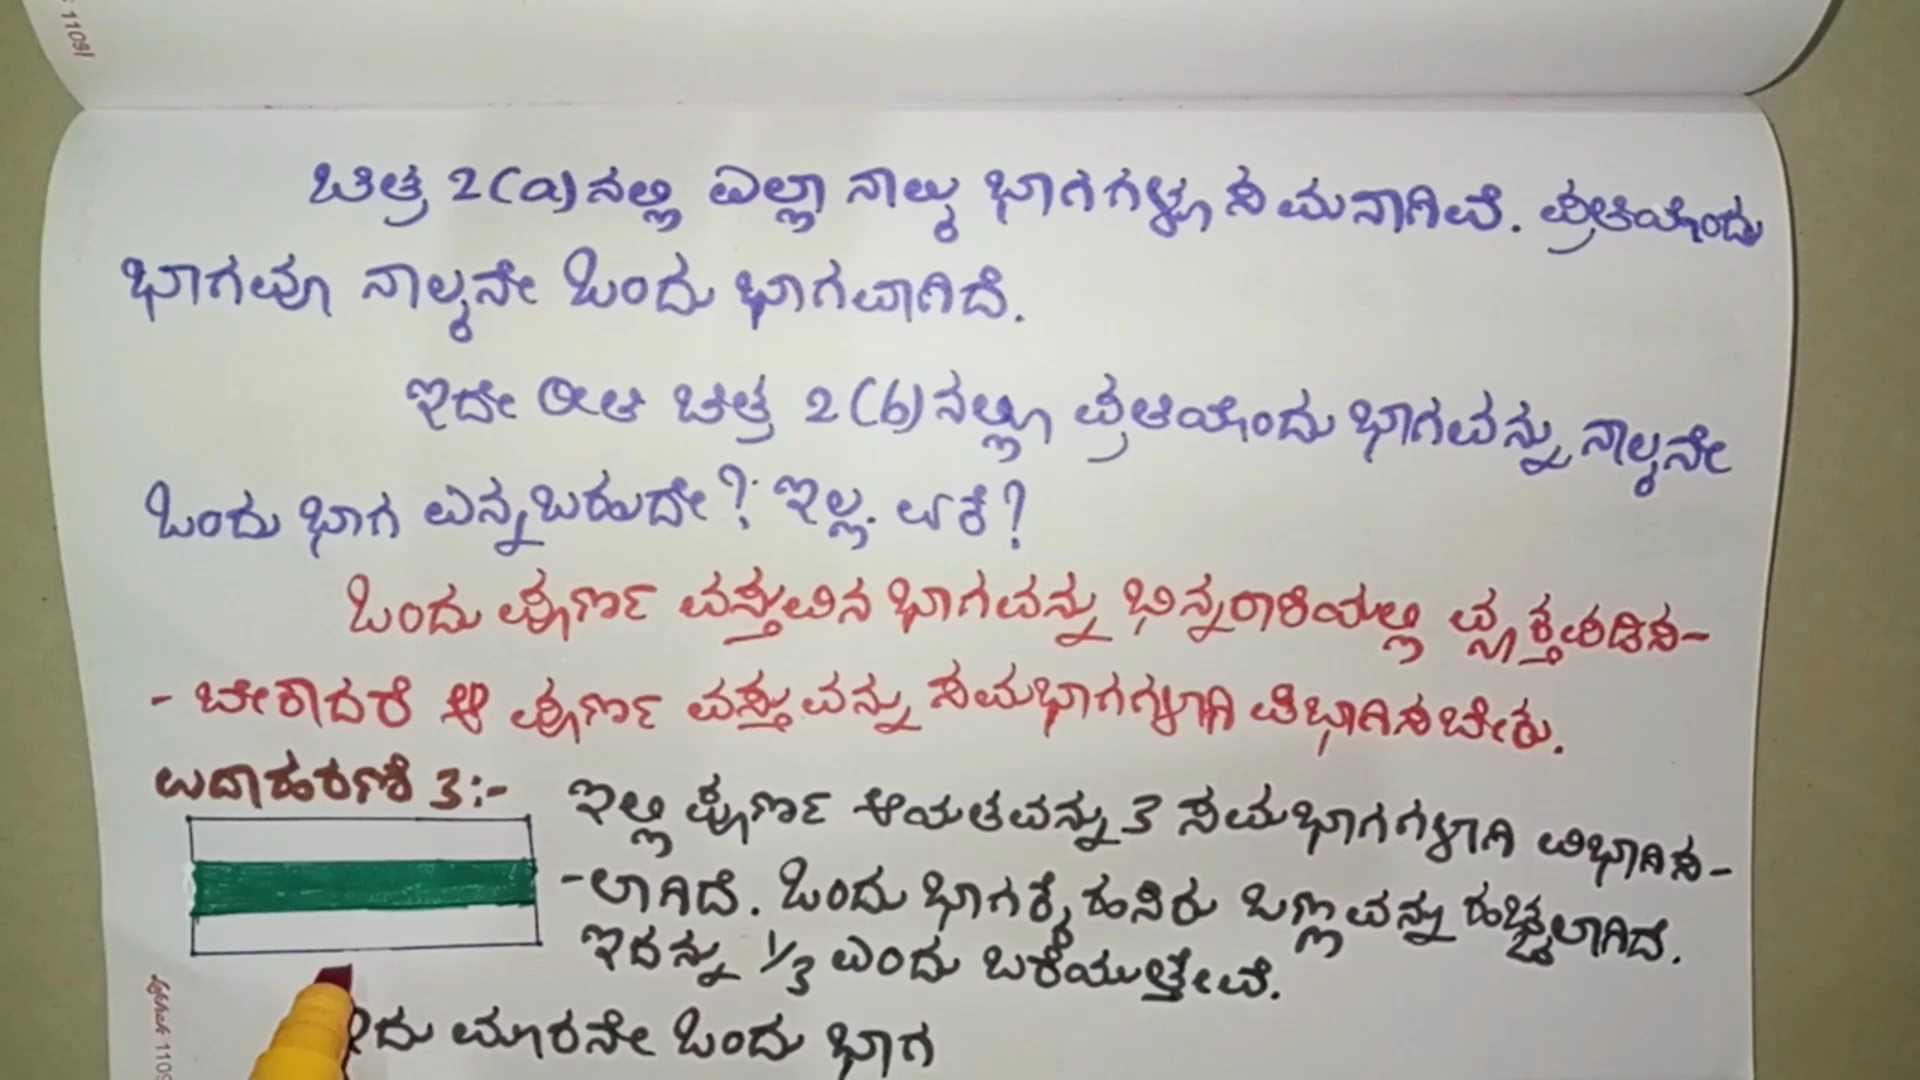 ಚಿತ್ರ 2(a)ನಲ್ಲಿ ಎಲ್ಲಾ ನಾಲ್ಕು ಭಾಗಗಳೂ ಸಮನಾಗಿವೆ. ಪ್ರತಿಯೊಂದು
ಭಾಗವೂ ನಾಲ್ಕನೇ ಒಂದು ಭಾಗವಾಗಿದೆ.
ಇದೇ ರೀತಿ ಚಿತ್ರ 2(b)ನಲ್ಲೂ ಪ್ರತಿಯೊಂದು ಭಾಗವನ್ನು ನಾಲ್ಕನೇ
ಒಂದು ಭಾಗ ಎನ್ನಬಹುದೇ? ಇಲ್ಲ. ಏಕೆ?
ಒಂದು ಪೂರ್ಣ ವಸ್ತುವಿನ ಭಾಗವನ್ನು ಭಿನ್ನರಾಶಿಯಲ್ಲಿ ವ್ಯಕ್ತಪಡಿಸ-
-ಬೇಕಾದರೆ ಆ ಪೂರ್ಣ ವಸ್ತುವನ್ನು ಸಮಭಾಗಗಳಾಗಿ ವಿಭಾಗಿಸಬೇಕು.
ಉದಾಹರಣೆ 3:-
ಇಲ್ಲಿ ಪೂರ್ಣ ಆಯತವನ್ನು 3 ಸಮಭಾಗಗಳಾಗಿ ವಿಭಾಗಿಸ-
-ಲಾಗಿದೆ. ಒಂದು ಭಾಗಕ್ಕೆ ಹಸಿರು ಬಣ್ಣವನ್ನು ಹಚ್ಚಲಾಗಿದೆ.
ಇದನ್ನು 1/3 ಎಂದು ಬರೆಯುತ್ತೇವೆ.
ಇದು ಮೂರನೇ ಒಂದು ಭಾಗ
Lekhak 1109